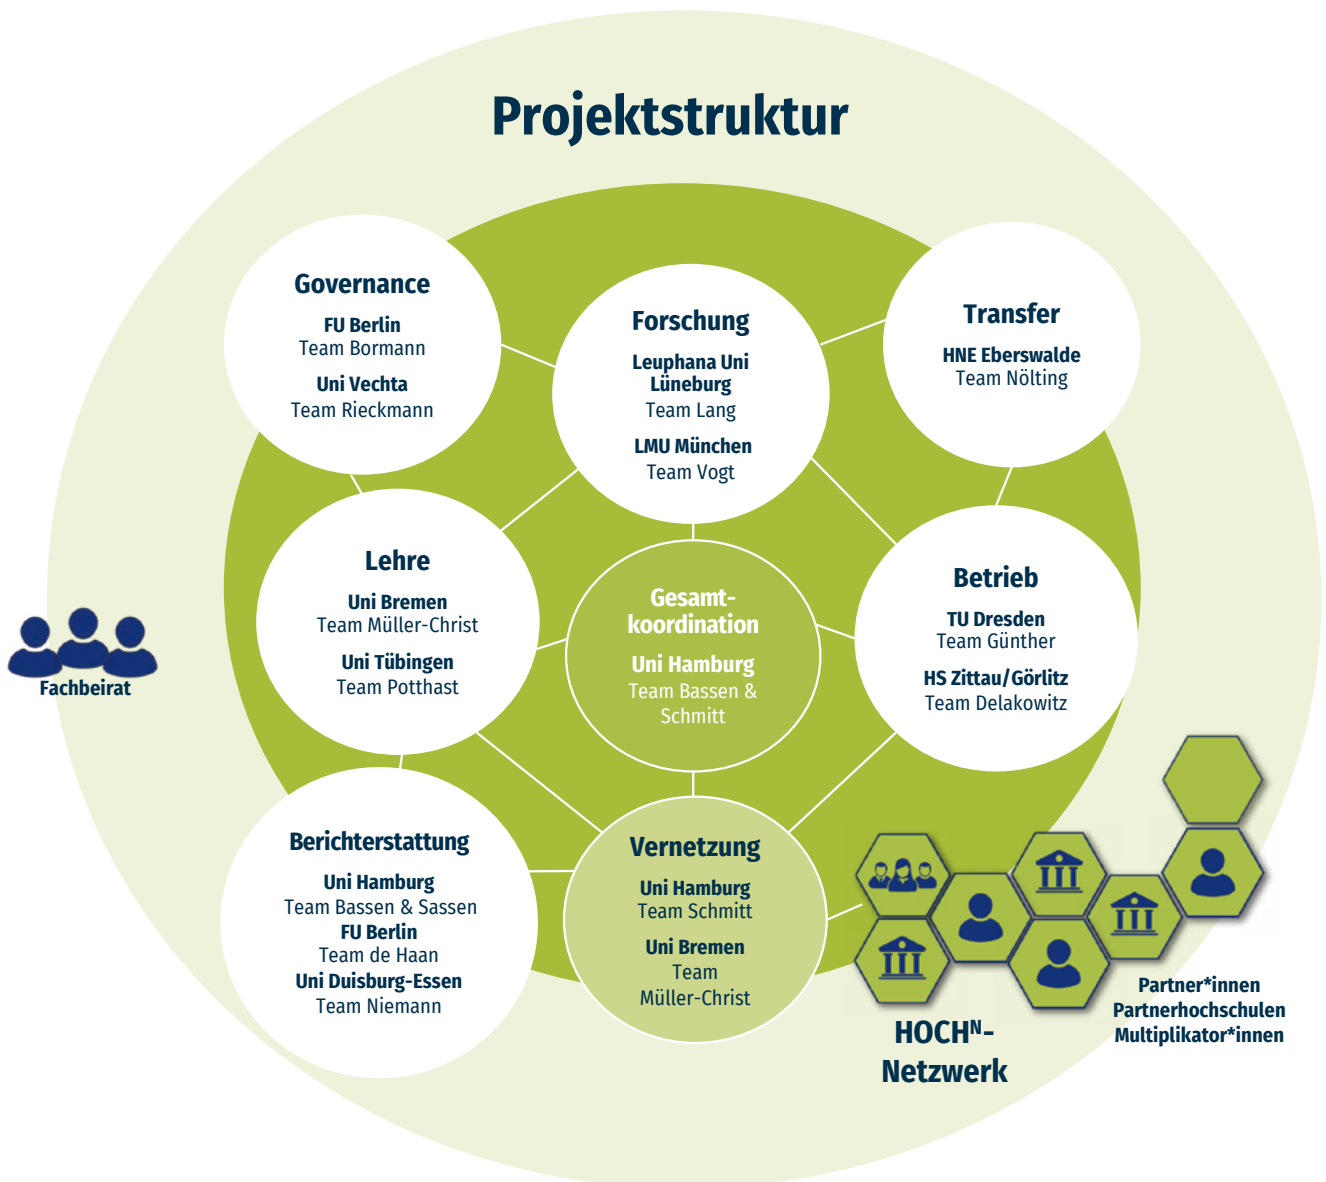 Projektstruktur
Governance
FU Berlin
Team Bormann
Uni Vechta
Team Rieckmann
Forschung
Leuphana Uni
Lüneburg
Team Lang
LMU München
Team Vogt
Transfer
HNE Eberswalde
Team Nölting
Lehre
Uni Bremen
Team Müller-Christ
Uni Tübingen
Team Potthast
Gesamt-
koordination
Uni Hamburg
Team Bassen &
Schmitt
Betrieb
TU Dresden
Team Günther
HS Zittau/Görlitz
Team Delakowitz
Fachbeirat
Berichterstattung
Uni Hamburg
Team Bassen & Sassen
FU Berlin
Team de Haan
Uni Duisburg-Essen
Team Niemann
Vernetzung
Uni Hamburg
Team Schmitt
Uni Bremen
Team
Müller-Christ
HOCHᴺ-
Netzwerk
Partner*innen
Partnerhochschulen
Multiplikator*innen